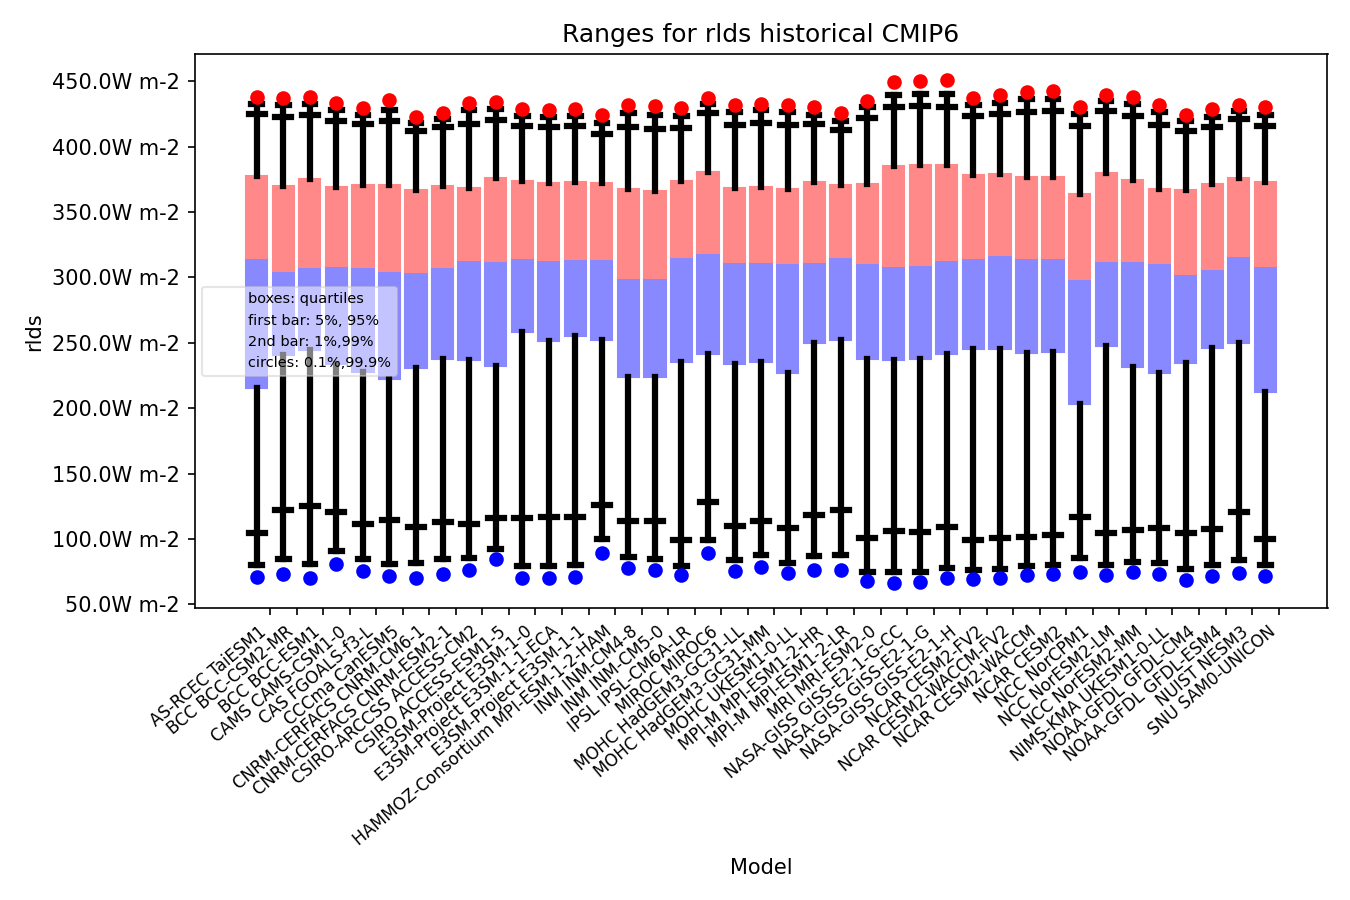 Ranges for rlds historical CMIP6
450.0W m-2
400.0W m-2
350.0W m-2
300.0W m-2
250.0W m-2
200.0W m-2
150.0W m-2
100.0W m-2
50.0W m-2
rlds
boxes: quartiles
first bar: 5%, 95%
2nd bar: 1%,99%
circles: 0.1%,99.9%
AS-RCEC TaiESM1
BCC BCC-CSM2-MR
BCC BCC-ESM1
CAMS CAMS-CSM1-0
CAS FGOALS-f3-L
CCCma CanESM5
CNRM-CERFACS CNRM-CM6-1
CNRM-CERFACS CNRM-ESM2-1
CSIRO-ARCCSS ACCESS-CM2
CSIRO ACCESS-ESM1-5
E3SM-Project E3SM-1-0
E3SM-Project E3SM-1-1-ECA
E3SM-Project E3SM-1-1
HAMMOZ-Consortium MPI-ESM-1-2-HAM
INM INM-CM4-8
INM INM-CM5-0
IPSL IPSL-CM6A-LR
MIROC MIROC6
MOHC HadGEM3-GC31-LL
MOHC HadGEM3-GC31-MM
MOHC UKESM1-0-LL
MPI-M MPI-ESM1-2-HR
MPI-M MPI-ESM1-2-LR
MRI MRI-ESM2-0
NASA-GISS GISS-E2-1-G-CC
NASA-GISS GISS-E2-1-G
NASA-GISS GISS-E2-1-H
NCAR CESM2-FV2
NCAR CESM2-WACCM-FV2
NCAR CESM2-WACCM
NCAR CESM2
NCC NorCPM1
NCC NorESM2-LM
NCC NorESM2-MM
NIMS-KMA UKESM1-0-LL
NOAA-GFDL GFDL-CM4
NOAA-GFDL GFDL-ESM4
NUIST NESM3
SNU SAM0-UNICON
Model